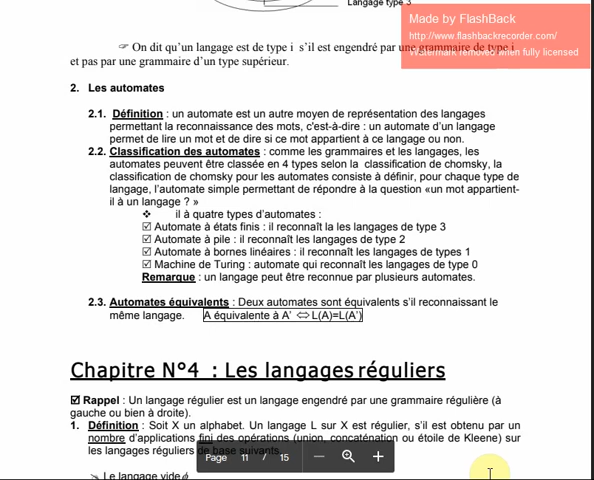 Langage type 3
Made by FlashBack
http://www.flashbackrecorder.com/
Watermark removed when fully licensed
☞ On dit qu'un langage est de type i s'il est engendré par une grammaire de type i
et pas par une grammaire d'un type supérieur.
2. Les automates
2.1. Définition : un automate est un autre moyen de représentation des langages
permettant la reconnaissance des mots, c'est-à-dire : un automate d'un langage
permet de lire un mot et de dire si ce mot appartient à ce langage ou non.
2.2. Classification des automates : comme les grammaires et les langages, les
automates peuvent être classée en 4 types selon la classification de chomsky, la
classification de chomsky pour les automates consiste à définir, pour chaque type de
langage, l'automate simple permettant de répondre à la question «un mot appartient-
il à un langage ? »
❖ il à quatre types d'automates :
☑ Automate à états finis : il reconnaît la les langages de type 3
☑ Automate à pile : il reconnaît les langages de type 2
☑ Automate à bornes linéaires : il reconnaît les langages de types 1
☑ Machine de Turing : automate qui reconnaît les langages de type 0
Remarque : un langage peut être reconnue par plusieurs automates.
2.3. Automates équivalents : Deux automates sont équivalents s'il reconnaissant le
même langage. A équivalente à A' ⇔ L(A)=L(A')
Chapitre N°4 : Les langages réguliers
☑ Rappel : Un langage régulier est un langage engendré par une grammaire régulière (à
gauche ou bien à droite).
1. Définition : Soit X un alphabet. Un langage L sur X est régulier, s'il est obtenu par un
nombre d'applications fini des opérations (union, concaténation ou étoile de Kleene) sur
les langages réguliers de base suivants
Page 11 / 15
Le langage vide ∅